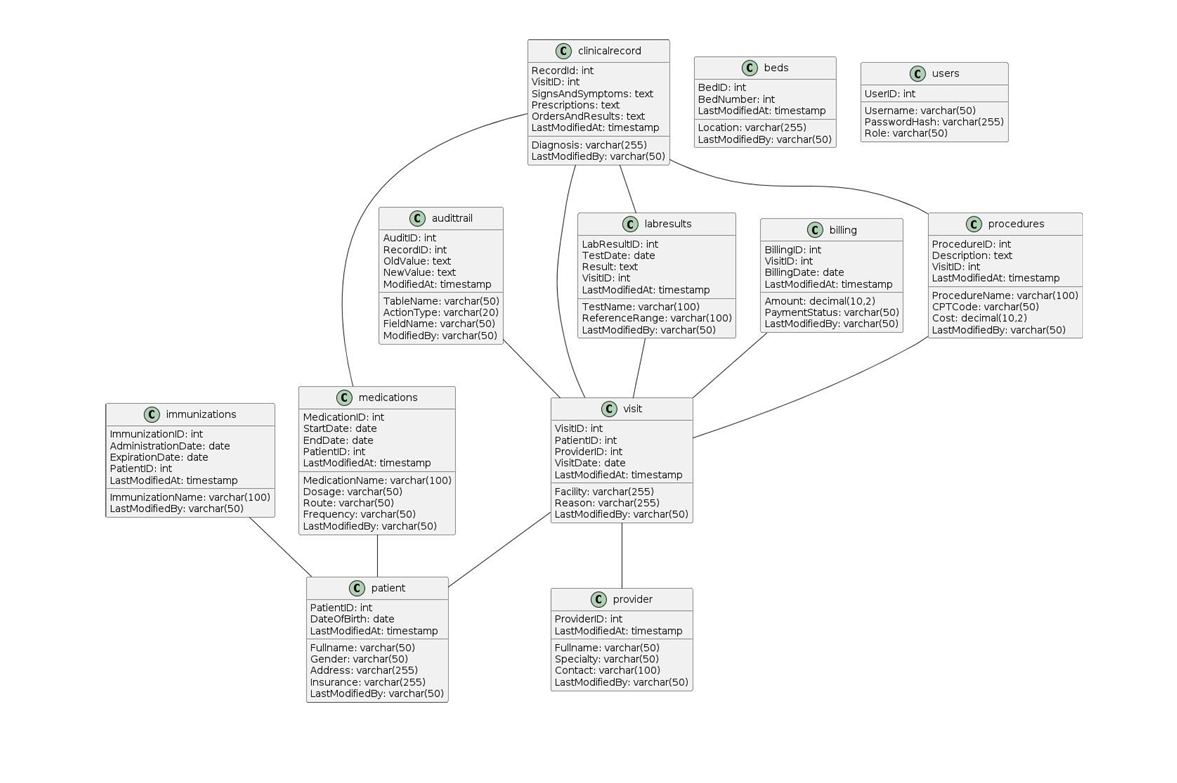 C clinicalrecord
RecordId: int
VisitID: int
SignsAndSymptoms: text
Prescriptions: text
OrdersAndResults: text
LastModifiedAt: timestamp
Diagnosis: varchar(255)
LastModifiedBy: varchar(50)
C beds
BedID: int
BedNumber: int
LastModifiedAt: timestamp
Location: varchar(255)
LastModifiedBy: varchar(50)
C users
UserID: int
Username: varchar(50)
PasswordHash: varchar(255)
Role: varchar(50)
C audittrail
AuditID: int
RecordID: int
OldValue: text
NewValue: text
ModifiedAt: timestamp
TableName: varchar(50)
ActionType: varchar(20)
FieldName: varchar(50)
ModifiedBy: varchar(50)
C labresults
LabResultID: int
TestDate: date
Result: text
VisitID: int
LastModifiedAt: timestamp
TestName: varchar(100)
ReferenceRange: varchar(100)
LastModifiedBy: varchar(50)
C billing
BillingID: int
VisitID: int
BillingDate: date
LastModifiedAt: timestamp
Amount: decimal(10,2)
PaymentStatus: varchar(50)
LastModifiedBy: varchar(50)
C procedures
ProcedureID: int
Description: text
VisitID: int
LastModifiedAt: timestamp
ProcedureName: varchar(100)
CPTCode: varchar(50)
Cost: decimal(10,2)
LastModifiedBy: varchar(50)
C immunizations
ImmunizationID: int
AdministrationDate: date
ExpirationDate: date
PatientID: int
LastModifiedAt: timestamp
ImmunizationName: varchar(100)
LastModifiedBy: varchar(50)
C medications
MedicationID: int
StartDate: date
EndDate: date
PatientID: int
LastModifiedAt: timestamp
MedicationName: varchar(100)
Dosage: varchar(50)
Route: varchar(50)
Frequency: varchar(50)
LastModifiedBy: varchar(50)
C visit
VisitID: int
PatientID: int
ProviderID: int
VisitDate: date
LastModifiedAt: timestamp
Facility: varchar(255)
Reason: varchar(255)
LastModifiedBy: varchar(50)
C patient
PatientID: int
DateOfBirth: date
LastModifiedAt: timestamp
Fullname: varchar(50)
Gender: varchar(50)
Address: varchar(255)
Insurance: varchar(255)
LastModifiedBy: varchar(50)
C provider
ProviderID: int
LastModifiedAt: timestamp
Fullname: varchar(50)
Specialty: varchar(50)
Contact: varchar(100)
LastModifiedBy: varchar(50)